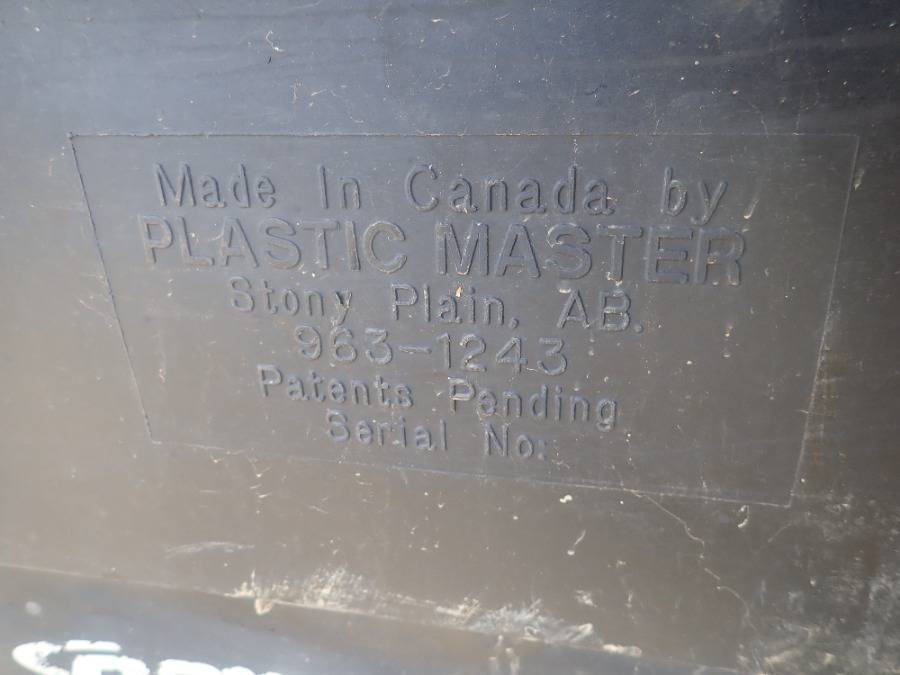 Made In Canada by
PLASTIC MASTER
Stony Plain, AB.
963-1243
Patents Pending
Serial No: